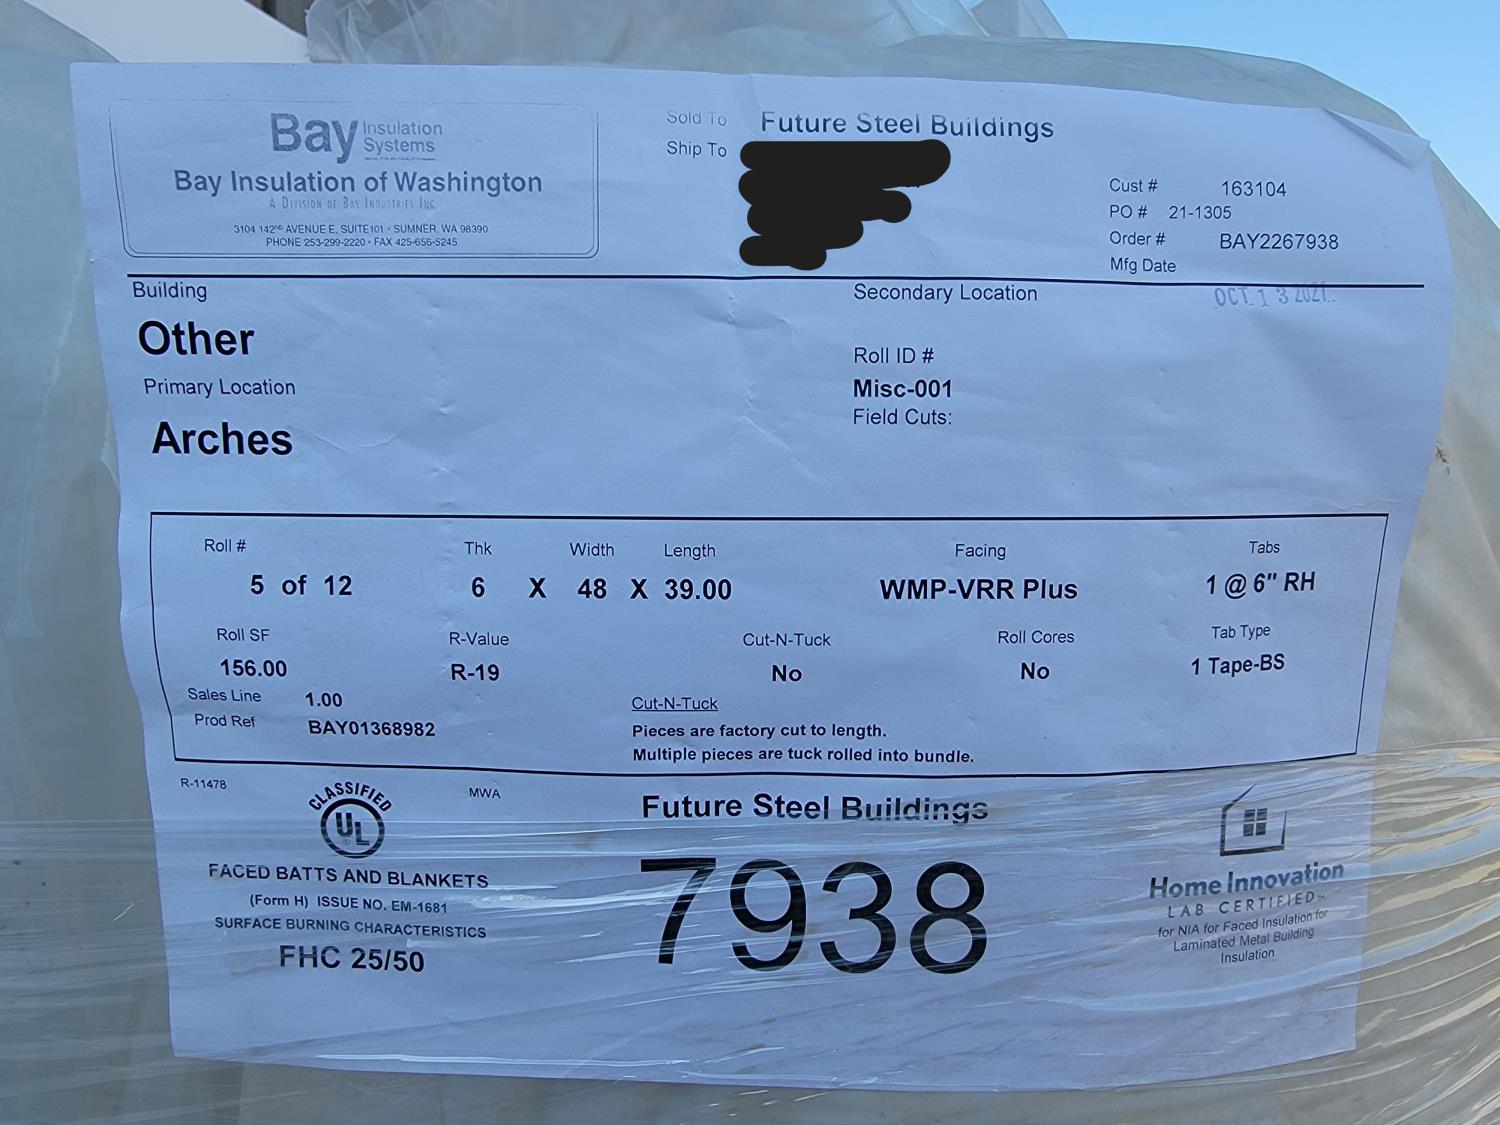 Bay Insulation Systems
Bay Insulation of Washington
A Division of Bay Industries Inc.
3104 142ND AVENUE E, SUITE101 • SUMNER, WA 98390
PHONE 253-299-2220 • FAX 425-656-5245
Sold To Future Steel Buildings
Ship To
Cust # 163104
PO # 21-1305
Order # BAY2267938
Mfg Date
OCT 13 2021
Building
Other
Primary Location
Arches
Secondary Location
Roll ID #
Misc-001
Field Cuts:
Roll # Thk Width Length Facing Tabs
5 of 12 6 X 48 X 39.00 WMP-VRR Plus 1 @ 6" RH
Roll SF R-Value Cut-N-Tuck Roll Cores Tab Type
156.00 R-19 No No 1 Tape-BS
Sales Line 1.00
Prod Ref BAY01368982
Cut-N-Tuck
Pieces are factory cut to length.
Multiple pieces are tuck rolled into bundle.
R-11478
MWA
CLASSIFIED
UL
®
FACED BATTS AND BLANKETS
(Form H) ISSUE NO. EM-1681
SURFACE BURNING CHARACTERISTICS
FHC 25/50
Future Steel Buildings
7938
Home Innovation
LAB CERTIFIED™
for NIA for Faced Insulation for
Laminated Metal Building
Insulation